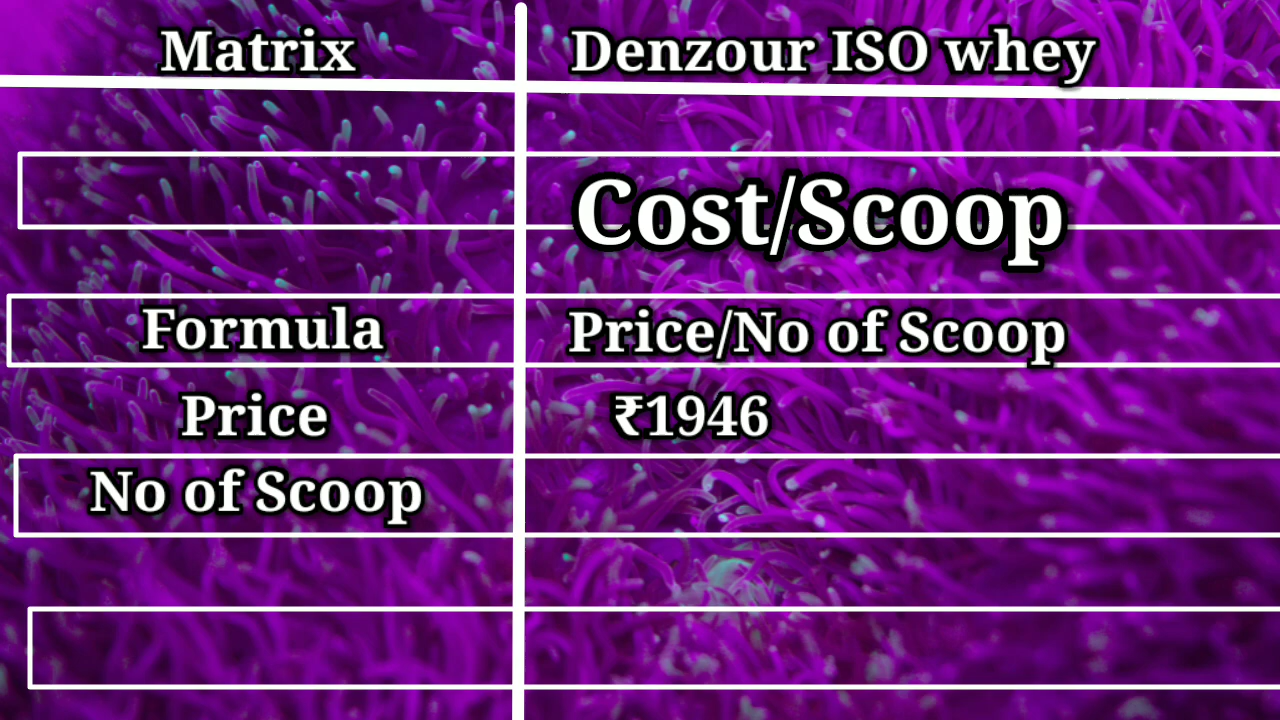 Matrix
Denzour ISO whey
Cost/Scoop
Formula
Price/No of Scoop
Price
₹1946
No of Scoop